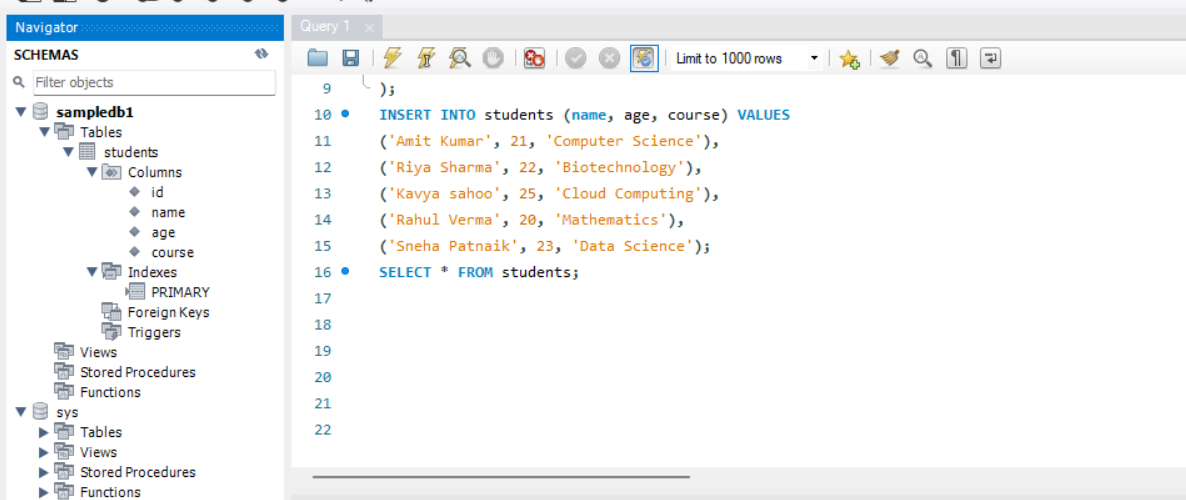 Navigator
SCHEMAS
Filter objects
sampledb1
Tables
students
Columns
id
name
age
course
Indexes
PRIMARY
Foreign Keys
Triggers
Views
Stored Procedures
Functions
sys
Tables
Views
Stored Procedures
Functions
Query 1
Limit to 1000 rows
9 );
10 INSERT INTO students (name, age, course) VALUES
11 ('Amit Kumar', 21, 'Computer Science'),
12 ('Riya Sharma', 22, 'Biotechnology'),
13 ('Kavya sahoo', 25, 'Cloud Computing'),
14 ('Rahul Verma', 20, 'Mathematics'),
15 ('Sneha Patnaik', 23, 'Data Science');
16 SELECT * FROM students;
17
18
19
20
21
22